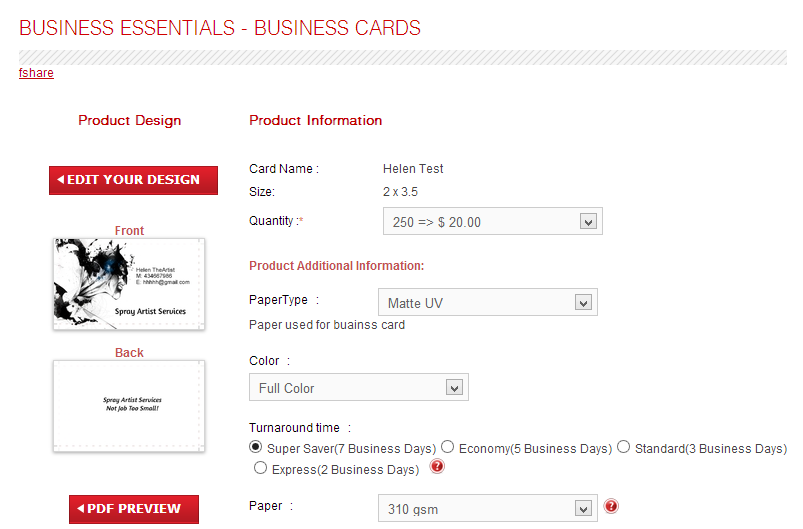 BUSINESS ESSENTIALS - BUSINESS CARDS
fshare
Product Design
EDIT YOUR DESIGN
Front
Helen TheArtist
M: 434667986
E: hhhhh@gmail.com
Spray Artist Services
Back
Spray Artist Services
Not Job Too Small!
PDF PREVIEW
Product Information
Card Name : Helen Test
Size: 2 x 3.5
Quantity :* 250 => $ 20.00
Product Additional Information:
PaperType : Matte UV
Paper used for buainss card
Color :
Full Color
Turnaround time :
Super Saver(7 Business Days) Economy(5 Business Days) Standard(3 Business Days)
Express(2 Business Days) ?
Paper : 310 gsm ?